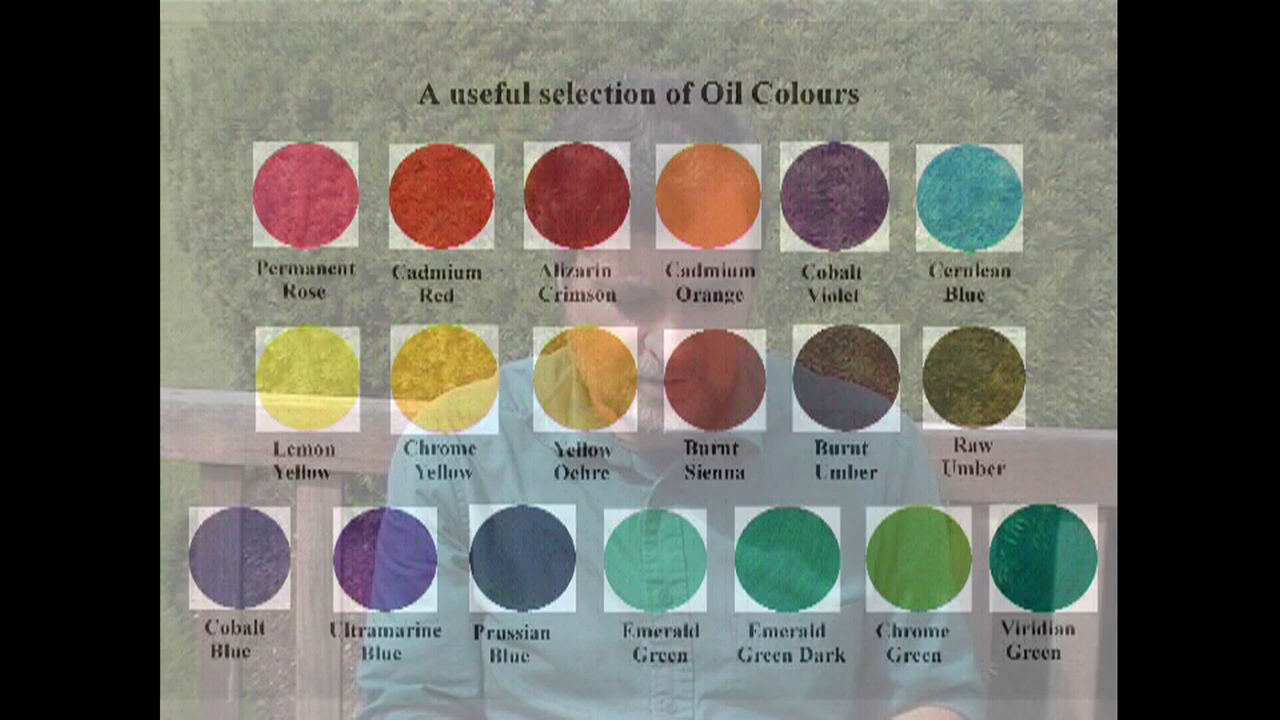 A useful selection of Oil Colours
Permanent
Rose
Cadmium
Red
Alizarin
Crimson
Cadmium
Orange
Cobalt
Violet
Cerulean
Blue
Lemon
Yellow
Chrome
Yellow
Yellow
Ochre
Burnt
Sienna
Burnt
Umber
Raw
Umber
Cobalt
Blue
Ultramarine
Blue
Prussian
Blue
Emerald
Green
Emerald
Green Dark
Chrome
Green
Viridian
Green